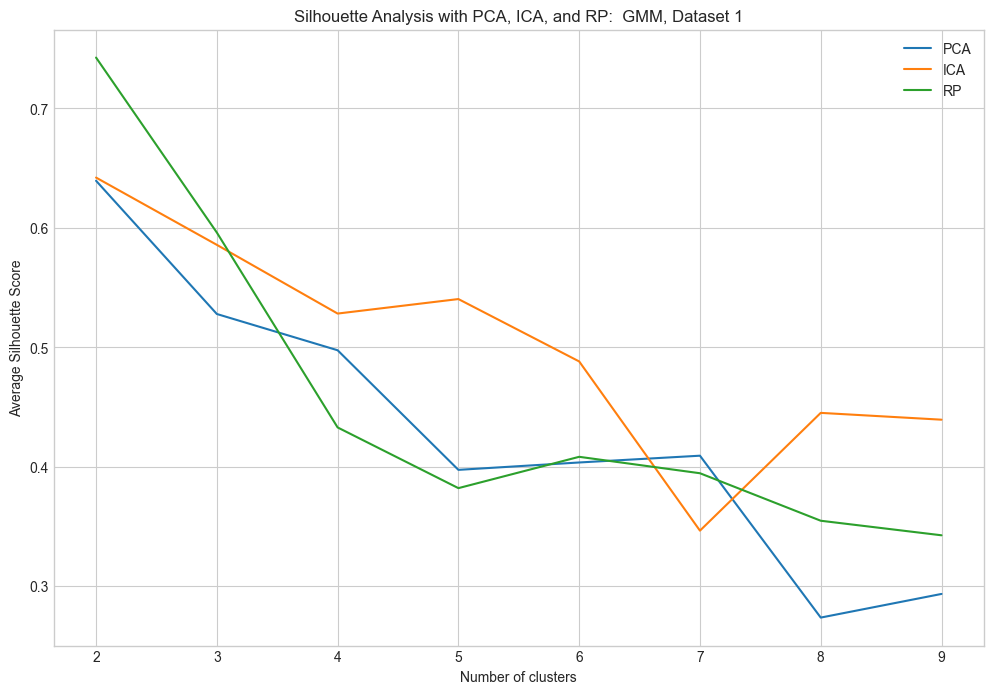 Silhouette Analysis with PCA, ICA, and RP:  GMM, Dataset 1
PCA
ICA
RP
Average Silhouette Score
0.7
0.6
0.5
0.4
0.3
2 3 4 5 6 7 8 9
Number of clusters